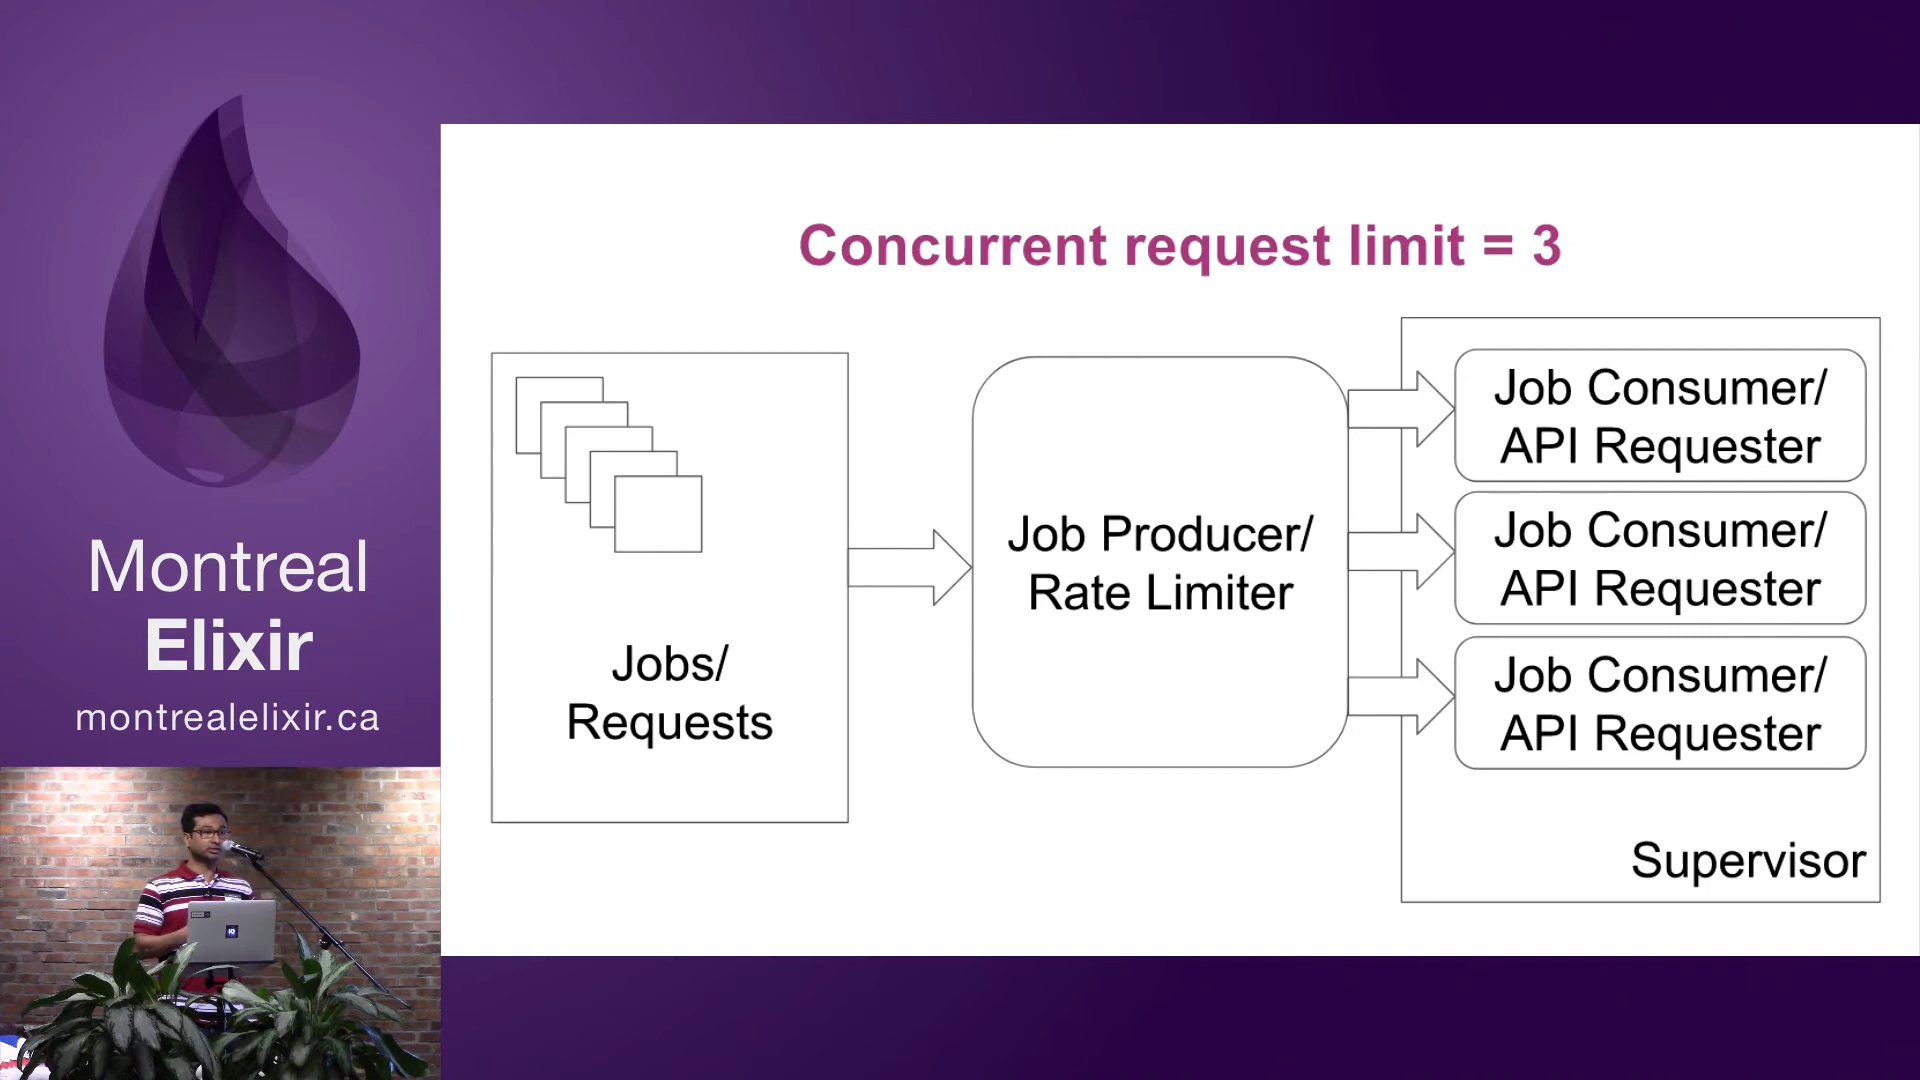 Montreal
Elixir
montrealelixir.ca
Concurrent request limit = 3
Jobs/
Requests
Job Producer/
Rate Limiter
Job Consumer/
API Requester
Job Consumer/
API Requester
Job Consumer/
API Requester
Supervisor